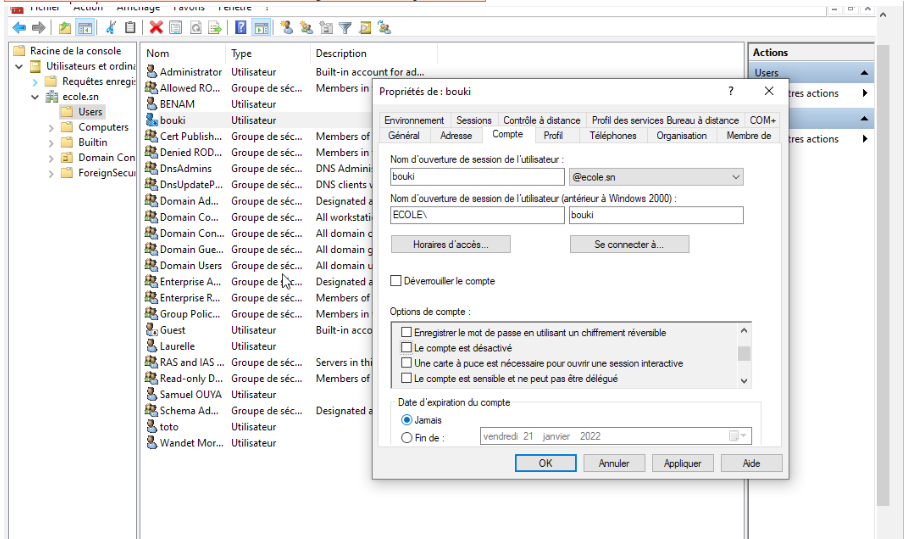 Fichier Action Affichage Favoris Fenêtre ?
Racine de la console
Utilisateurs et ordina
Requêtes enregis
ecole.sn
Users
Computers
Builtin
Domain Con
ForeignSecur
Nom Type Description
Administrator Utilisateur Built-in account for ad...
Allowed RO... Groupe de séc... Members in
BENAM Utilisateur
bouki Utilisateur
Cert Publish... Groupe de séc... Members of
Denied ROD... Groupe de séc... Members in
DnsAdmins Groupe de séc... DNS Admini
DnsUpdateP... Groupe de séc... DNS clients
Domain Ad... Groupe de séc... Designated a
Domain Co... Groupe de séc... All workstati
Domain Con... Groupe de séc... All domain c
Domain Gue... Groupe de séc... All domain g
Domain Users Groupe de séc... All domain u
Enterprise A... Groupe de séc... Designated a
Enterprise R... Groupe de séc... Members of
Group Polic... Groupe de séc... Members in
Guest Utilisateur Built-in acco
Laurelle Utilisateur
RAS and IAS ... Groupe de séc... Servers in thi
Read-only D... Groupe de séc... Members of
Samuel OUYA Utilisateur
Schema Ad... Groupe de séc... Designated a
toto Utilisateur
Wandet Mor... Utilisateur
Propriétés de : bouki ? ×
Environnement Sessions Contrôle à distance Profil des services Bureau à distance COM+
Général Adresse Compte Profil Téléphones Organisation Membre de
Nom d'ouverture de session de l'utilisateur :
bouki @ecole.sn
Nom d'ouverture de session de l'utilisateur (antérieur à Windows 2000) :
ECOLE\ bouki
Horaires d'accès... Se connecter à...
Déverrouiller le compte
Options de compte :
Enregistrer le mot de passe en utilisant un chiffrement réversible
Le compte est désactivé
Une carte à puce est nécessaire pour ouvrir une session interactive
Le compte est sensible et ne peut pas être délégué
Date d'expiration du compte
Jamais
Fin de : vendredi 21 janvier 2022
OK Annuler Appliquer Aide
Actions
Users
tres actions
tres actions